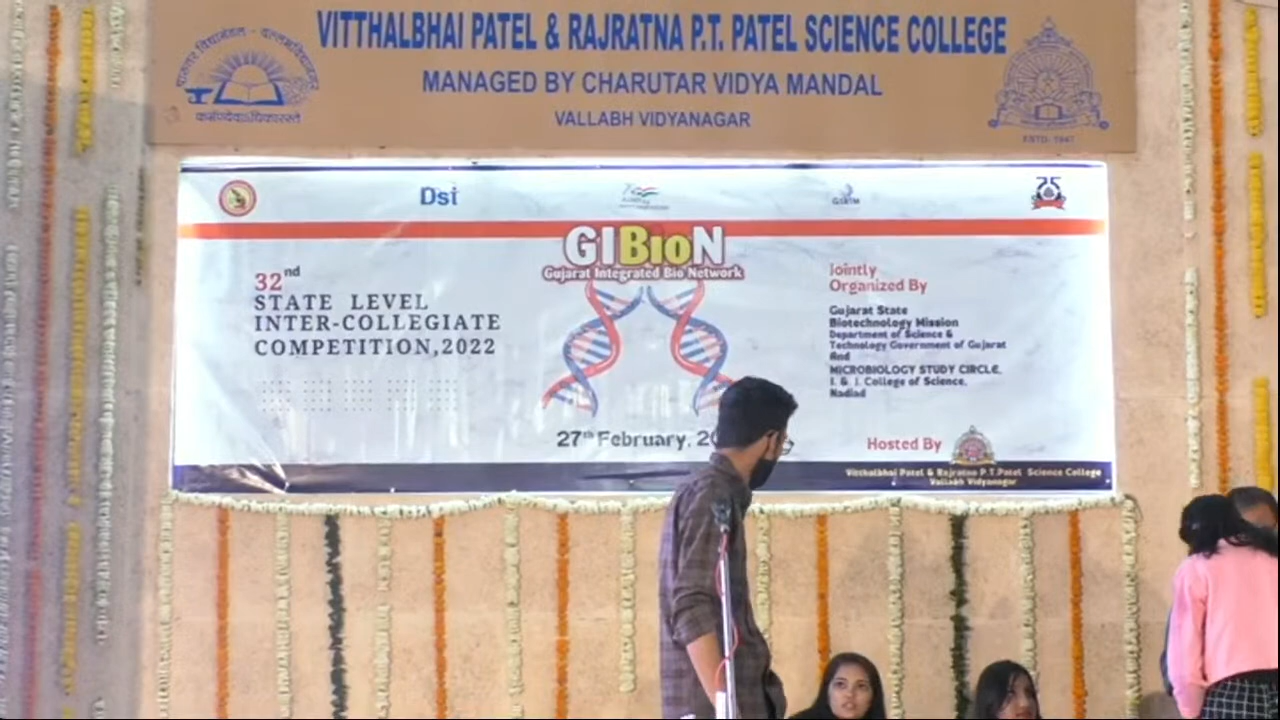 VITTHALBHAI PATEL & RAJRATNA P.T. PATEL SCIENCE COLLEGE
MANAGED BY CHARUTAR VIDYA MANDAL
VALLABH VIDYANAGAR
ESTD- 1947
Dst
75
GIBioN
Gujarat Integrated Bio Network
32nd
STATE LEVEL
INTER-COLLEGIATE
COMPETITION,2022
27th February, 20
Jointly
Organized By
Gujarat State
Biotechnology Mission
Department of Science &
Technology Government of Gujarat
And
MICROBIOLOGY STUDY CIRCLE,
J. & J. College of Science,
Nadiad
Hosted By
Vitthalbhai Patel & Rajratna P.T.Patel Science College
Vallabh Vidyanagar